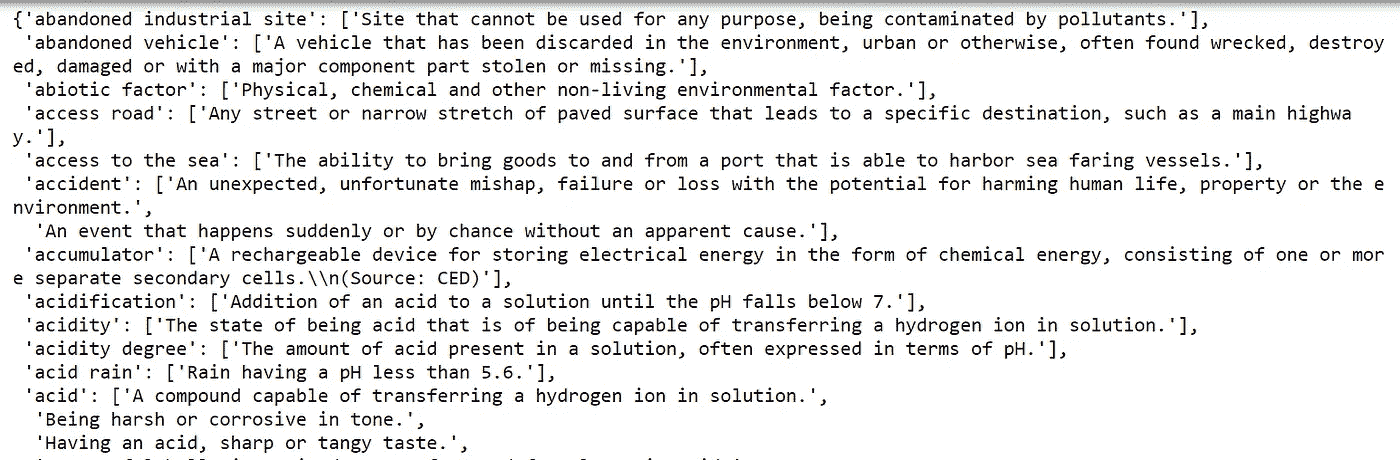 {'abandoned industrial site': ['Site that cannot be used for any purpose, being contaminated by pollutants.'],
'abandoned vehicle': ['A vehicle that has been discarded in the environment, urban or otherwise, often found wrecked, destroy
ed, damaged or with a major component part stolen or missing.'],
'abiotic factor': ['Physical, chemical and other non-living environmental factor.'],
'access road': ['Any street or narrow stretch of paved surface that leads to a specific destination, such as a main highwa
y.'],
'access to the sea': ['The ability to bring goods to and from a port that is able to harbor sea faring vessels.'],
'accident': ['An unexpected, unfortunate mishap, failure or loss with the potential for harming human life, property or the e
nvironment.',
'An event that happens suddenly or by chance without an apparent cause.'],
'accumulator': ['A rechargeable device for storing electrical energy in the form of chemical energy, consisting of one or mor
e separate secondary cells.\\n(Source: CED)'],
'acidification': ['Addition of an acid to a solution until the pH falls below 7.'],
'acidity': ['The state of being acid that is of being capable of transferring a hydrogen ion in solution.'],
'acidity degree': ['The amount of acid present in a solution, often expressed in terms of pH.'],
'acid rain': ['Rain having a pH less than 5.6.'],
'acid': ['A compound capable of transferring a hydrogen ion in solution.',
'Being harsh or corrosive in tone.',
'Having an acid, sharp or tangy taste.',